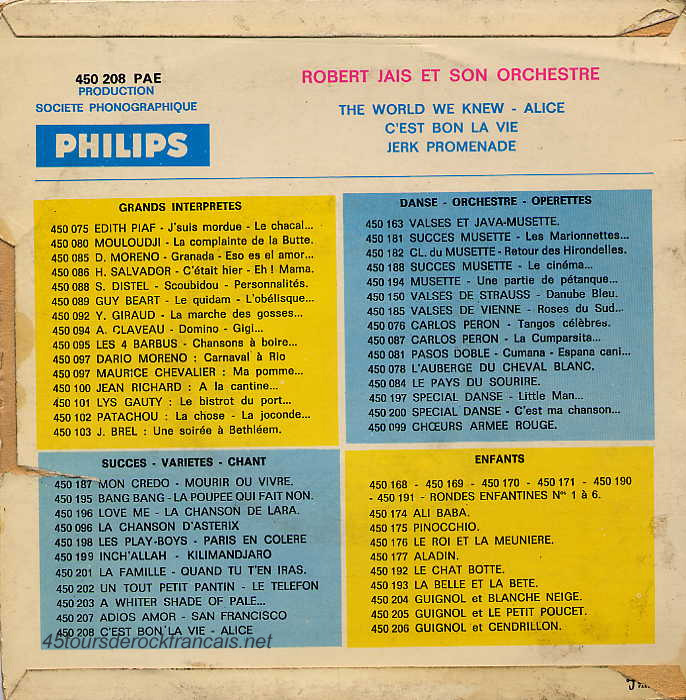 450 208 PAE
PRODUCTION
SOCIETE PHONOGRAPHIQUE
PHILIPS
ROBERT JAIS ET SON ORCHESTRE
THE WORLD WE KNEW - ALICE
C'EST BON LA VIE
JERK PROMENADE
GRANDS INTERPRETES
450 075 EDITH PIAF - J'suis mordue - Le chacal...
450 080 MOULOUDJI - La complainte de la Butte.
450 085 D. MORENO - Granada - Eso es el amor...
450 086 H. SALVADOR - C'était hier - Eh ! Mama.
450 088 S. DISTEL - Scoubidou - Personnalités.
450 089 GUY BEART - Le quidam - L'obélisque...
450 092 Y. GIRAUD - La marche des gosses...
450 094 A. CLAVEAU - Domino - Gigi...
450 095 LES 4 BARBUS - Chansons à boire...
450 097 DARIO MORENO : Carnaval à Rio
450 097 MAURICE CHEVALIER : Ma pomme...
450 100 JEAN RICHARD : A la cantine...
450 101 LYS GAUTY : Le bistrot du port...
450 102 PATACHOU : La chose - La joconde...
450 103 J. BREL : Une soirée à Bethléem.
DANSE - ORCHESTRE - OPERETTES
450 163 VALSES ET JAVA-MUSETTE.
450 181 SUCCES MUSETTE - Les Marionnettes...
450 182 CL. du MUSETTE - Retour des Hirondelles.
450 188 SUCCES MUSETTE - Le cinéma...
450 194 MUSETTE - Une partie de pétanque...
450 150 VALSES DE STRAUSS - Danube Bleu.
450 185 VALSES DE VIENNE - Roses du Sud...
450 076 CARLOS PERON - Tangos célèbres.
450 087 CARLOS PERON - La Cumparsita...
450 081 PASOS DOBLE - Cumana - Espana cani...
450 078 L'AUBERGE DU CHEVAL BLANC.
450 084 LE PAYS DU SOURIRE.
450 197 SPECIAL DANSE - Little Man...
450 200 SPECIAL DANSE - C'est ma chanson...
450 099 CHŒURS ARMEE ROUGE.
SUCCES - VARIETES - CHANT
450 187 MON CREDO - MOURIR OU VIVRE.
450 195 BANG BANG - LA POUPEE QUI FAIT NON.
450 196 LOVE ME - LA CHANSON DE LARA.
450 096 LA CHANSON D'ASTERIX
450 198 LES PLAY-BOYS - PARIS EN COLERE
450 199 INCH'ALLAH - KILIMANDJARO
450 201 LA FAMILLE - QUAND TU T'EN IRAS.
450 202 UN TOUT PETIT PANTIN - LE TELEFON
450 203 A WHITER SHADE OF PALE...
450 207 ADIOS AMOR - SAN FRANCISCO
450 208 C'EST BON LA VIE - ALICE
ENFANTS
450 168 - 450 169 - 450 170 - 450 171 - 450 190
- 450 191 - RONDES ENFANTINES Nos 1 à 6.
450 174 ALI BABA.
450 175 PINOCCHIO.
450 176 LE ROI ET LA MEUNIERE.
450 177 ALADIN.
450 192 LE CHAT BOTTE.
450 193 LA BELLE ET LA BETE.
450 204 GUIGNOL et BLANCHE NEIGE.
450 205 GUIGNOL et LE PETIT POUCET.
450 206 GUIGNOL et CENDRILLON.
45toursderockfrancais.net